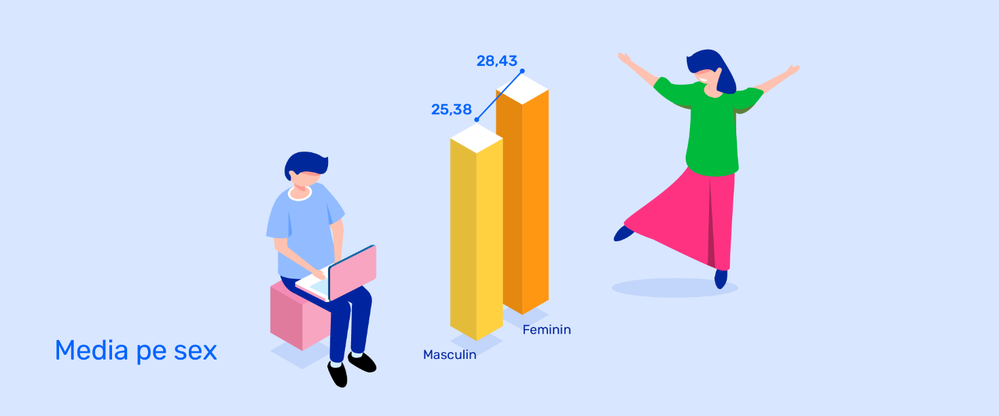 28,43
25,38
Feminin
Masculin
Media pe sex